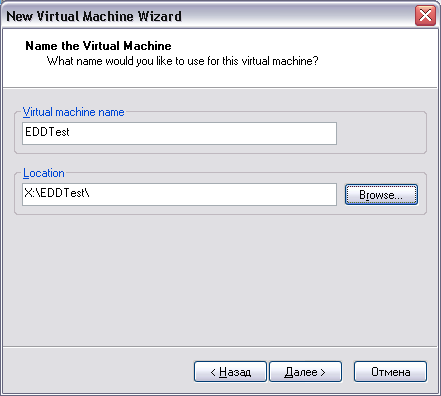 New Virtual Machine Wizard
Name the Virtual Machine
What name would you like to use for this virtual machine?
Virtual machine name
EDDTest
Location
X:\EDDTest\
Browse...
< Назад
Далее >
Отмена